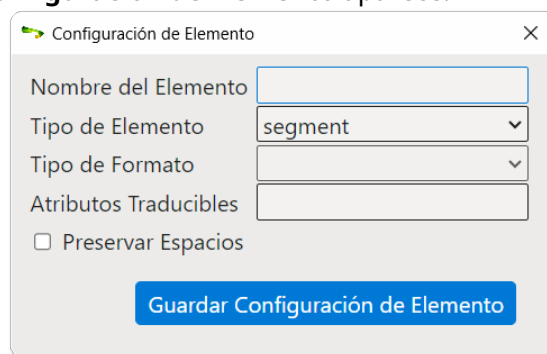 Configuración de Elemento
Nombre del Elemento
Tipo de Elemento segment
Tipo de Formato
Atributos Traducibles
Preservar Espacios
Guardar Configuración de Elemento